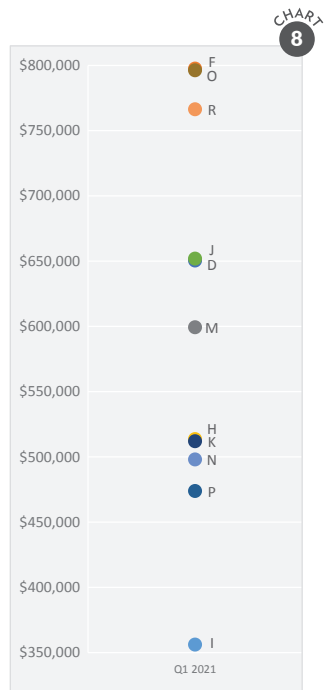 CHART
8
$800,000
F
O
$750,000
R
$700,000
$650,000
J
D
$600,000
M
$550,000
H
K
$500,000
N
P
$450,000
$400,000
I
$350,000
Q1 2021